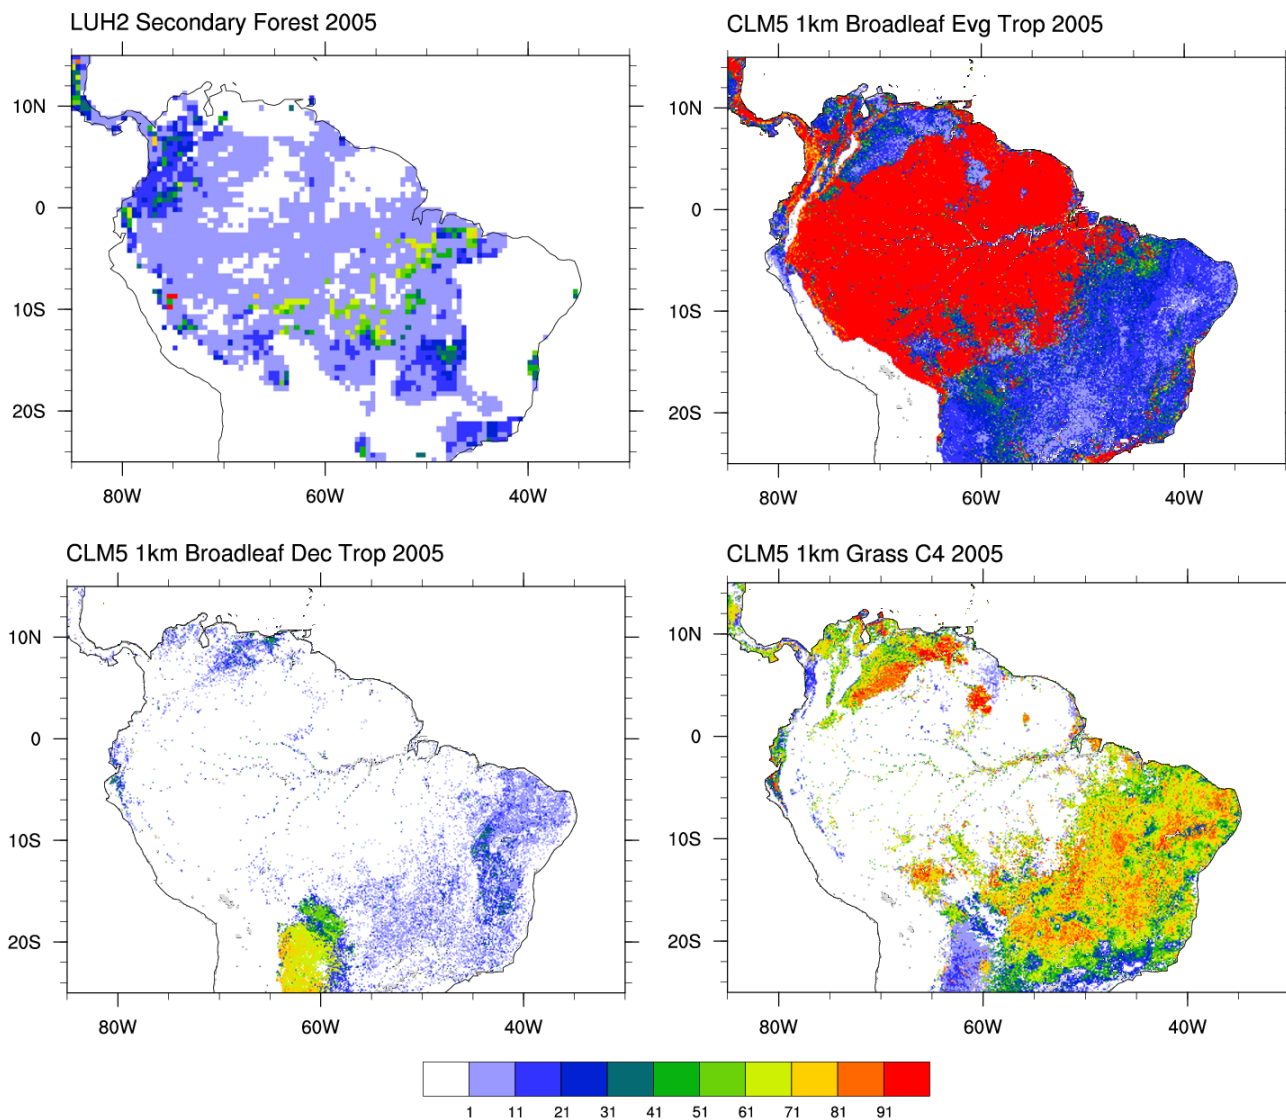 LUH2 Secondary Forest 2005
10N
0
10S
20S
80W 60W 40W
CLM5 1km Broadleaf Evg Trop 2005
10N
0
10S
20S
80W 60W 40W
CLM5 1km Broadleaf Dec Trop 2005
10N
0
10S
20S
80W 60W 40W
CLM5 1km Grass C4 2005
10N
0
10S
20S
80W 60W 40W
1 11 21 31 41 51 61 71 81 91